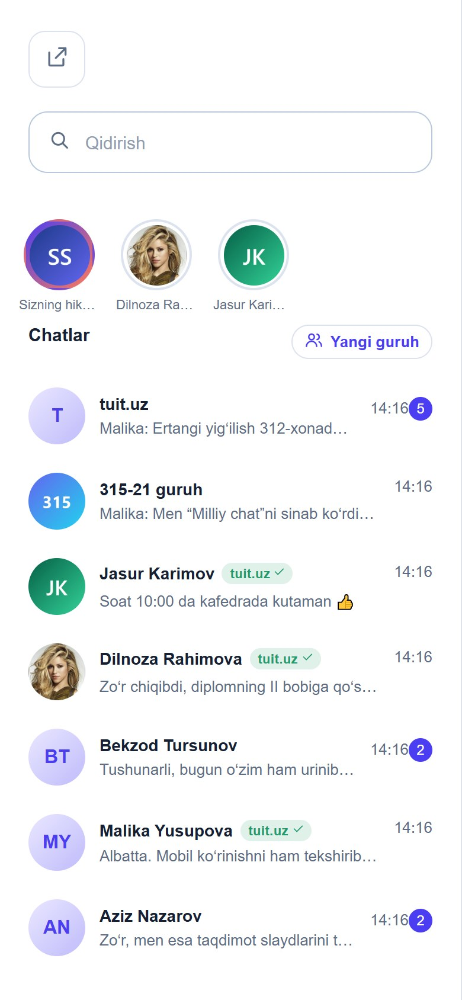 Qidirish
SS
JK
Sizning hik…
Dilnoza Ra…
Jasur Kari…
Chatlar
Yangi guruh
T
tuit.uz
14:16
5
Malika: Ertangi yig‘ilish 312-xonad…
315
315-21 guruh
14:16
Malika: Men “Milliy chat”ni sinab ko‘rdi…
JK
Jasur Karimov
tuit.uz ✓
14:16
Soat 10:00 da kafedrada kutaman 👍
Dilnoza Rahimova
tuit.uz ✓
14:16
Zo‘r chiqibdi, diplomning II bobiga qo‘s…
BT
Bekzod Tursunov
14:16
2
Tushunarli, bugun o‘zim ham urinib…
MY
Malika Yusupova
tuit.uz ✓
14:16
Albatta. Mobil ko‘rinishni ham tekshirib…
AN
Aziz Nazarov
14:16
2
Zo‘r, men esa taqdimot slaydlarini t…